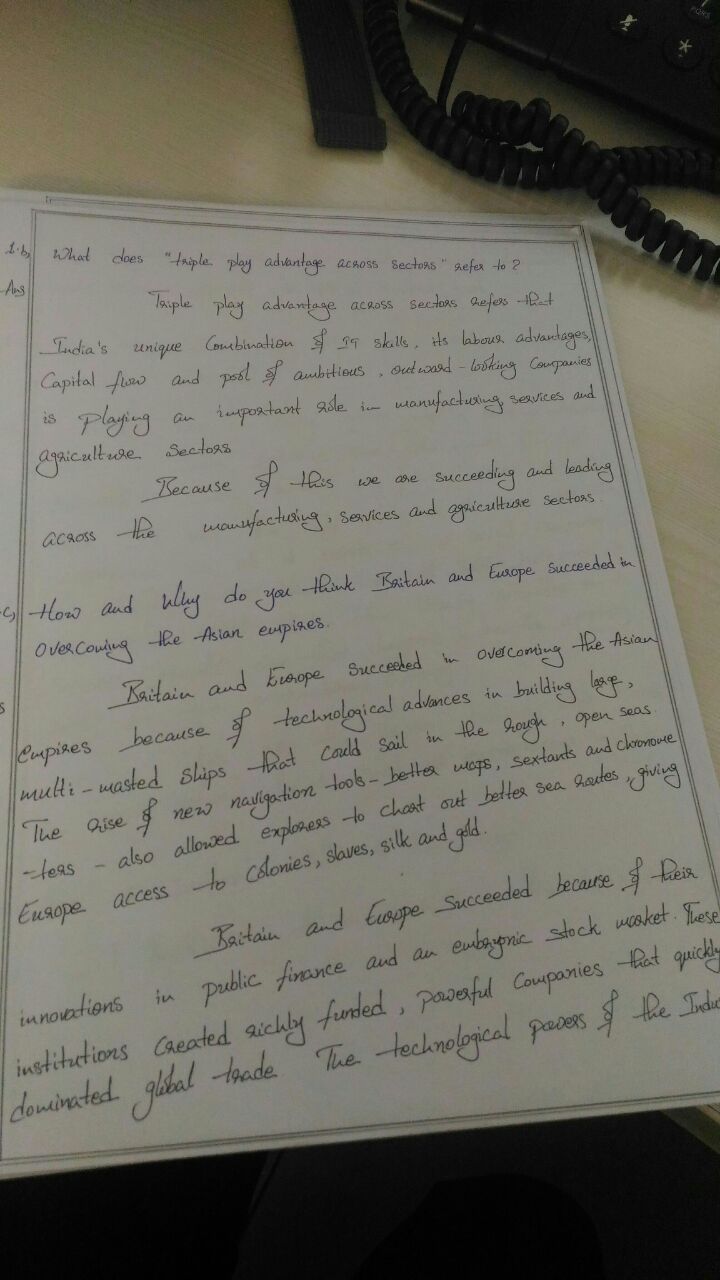 PQRS
*
1.b, What does "triple play advantage across sectors" refer to?
Ans Triple play advantage across sectors refers that
India's unique Combination of skills, its labour advantages,
Capital flow and pool of ambitious, outward-looking Companies
is playing an important role in manufacturing, services and
agriculture sectors
Because of this we are succeeding and leading
across the manufacturing, services and agriculture sectors.
c, How and Why do you think Britain and Europe succeeded in
overcoming the Asian empires.
s Britain and Europe succeeded in overcoming the Asian
empires because of technological advances in building large,
multi-masted ships that could sail in the rough, open seas.
The rise of new navigation tools - better maps, sextants and chronome
-ters - also allowed explorers to chart out better sea routes, giving
Europe access to Colonies, slaves, silk and gold.
Britain and Europe Succeeded because of their
innovations in public finance and an embryonic stock market. These
institutions Created richly funded, powerful Companies that quickly
dominated global trade. The technological powers of the Indu